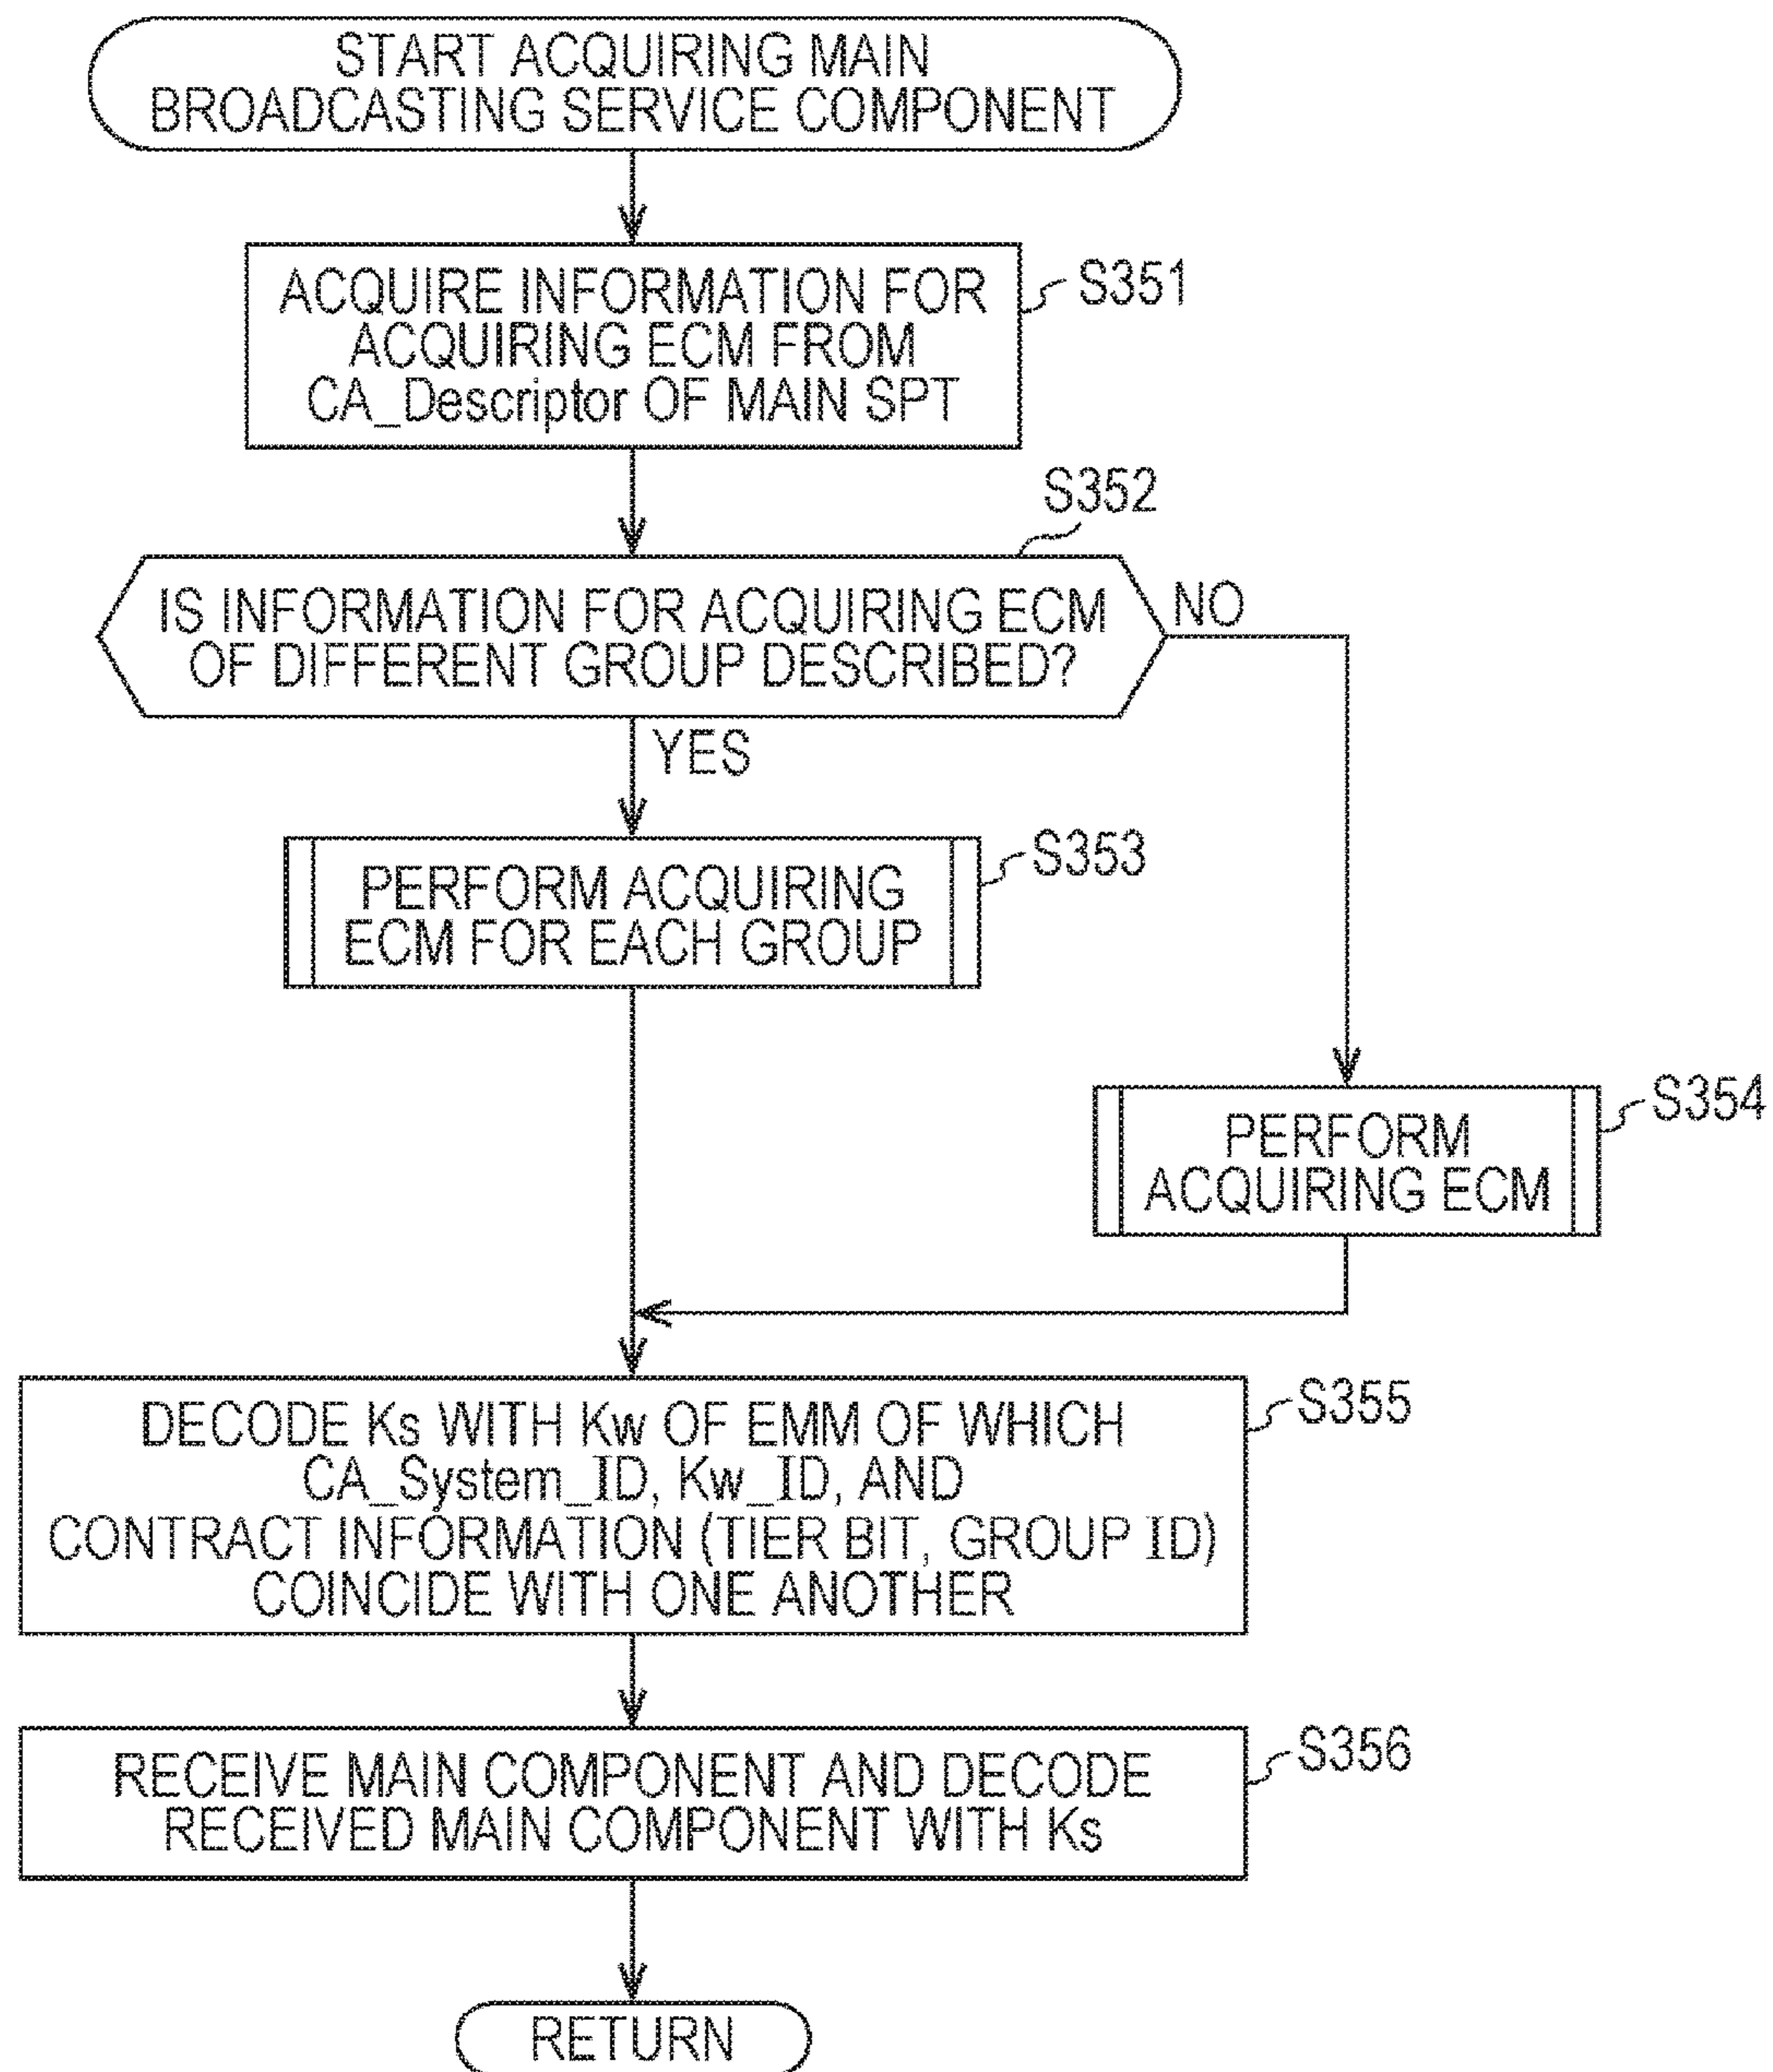 START ACQUIRING MAIN
BROADCASTING SERVICE COMPONENT
ACQUIRE INFORMATION FOR
ACQUIRING ECM FROM
CA_Descriptor OF MAIN SPT
S351
S352
IS INFORMATION FOR ACQUIRING ECM
OF DIFFERENT GROUP DESCRIBED?
NO
YES
PERFORM ACQUIRING
ECM FOR EACH GROUP
S353
PERFORM
ACQUIRING ECM
S354
DECODE Ks WITH Kw OF EMM OF WHICH
CA_System_ID, Kw_ID, AND
CONTRACT INFORMATION (TIER BIT, GROUP ID)
COINCIDE WITH ONE ANOTHER
S355
RECEIVE MAIN COMPONENT AND DECODE
RECEIVED MAIN COMPONENT WITH Ks
S356
RETURN